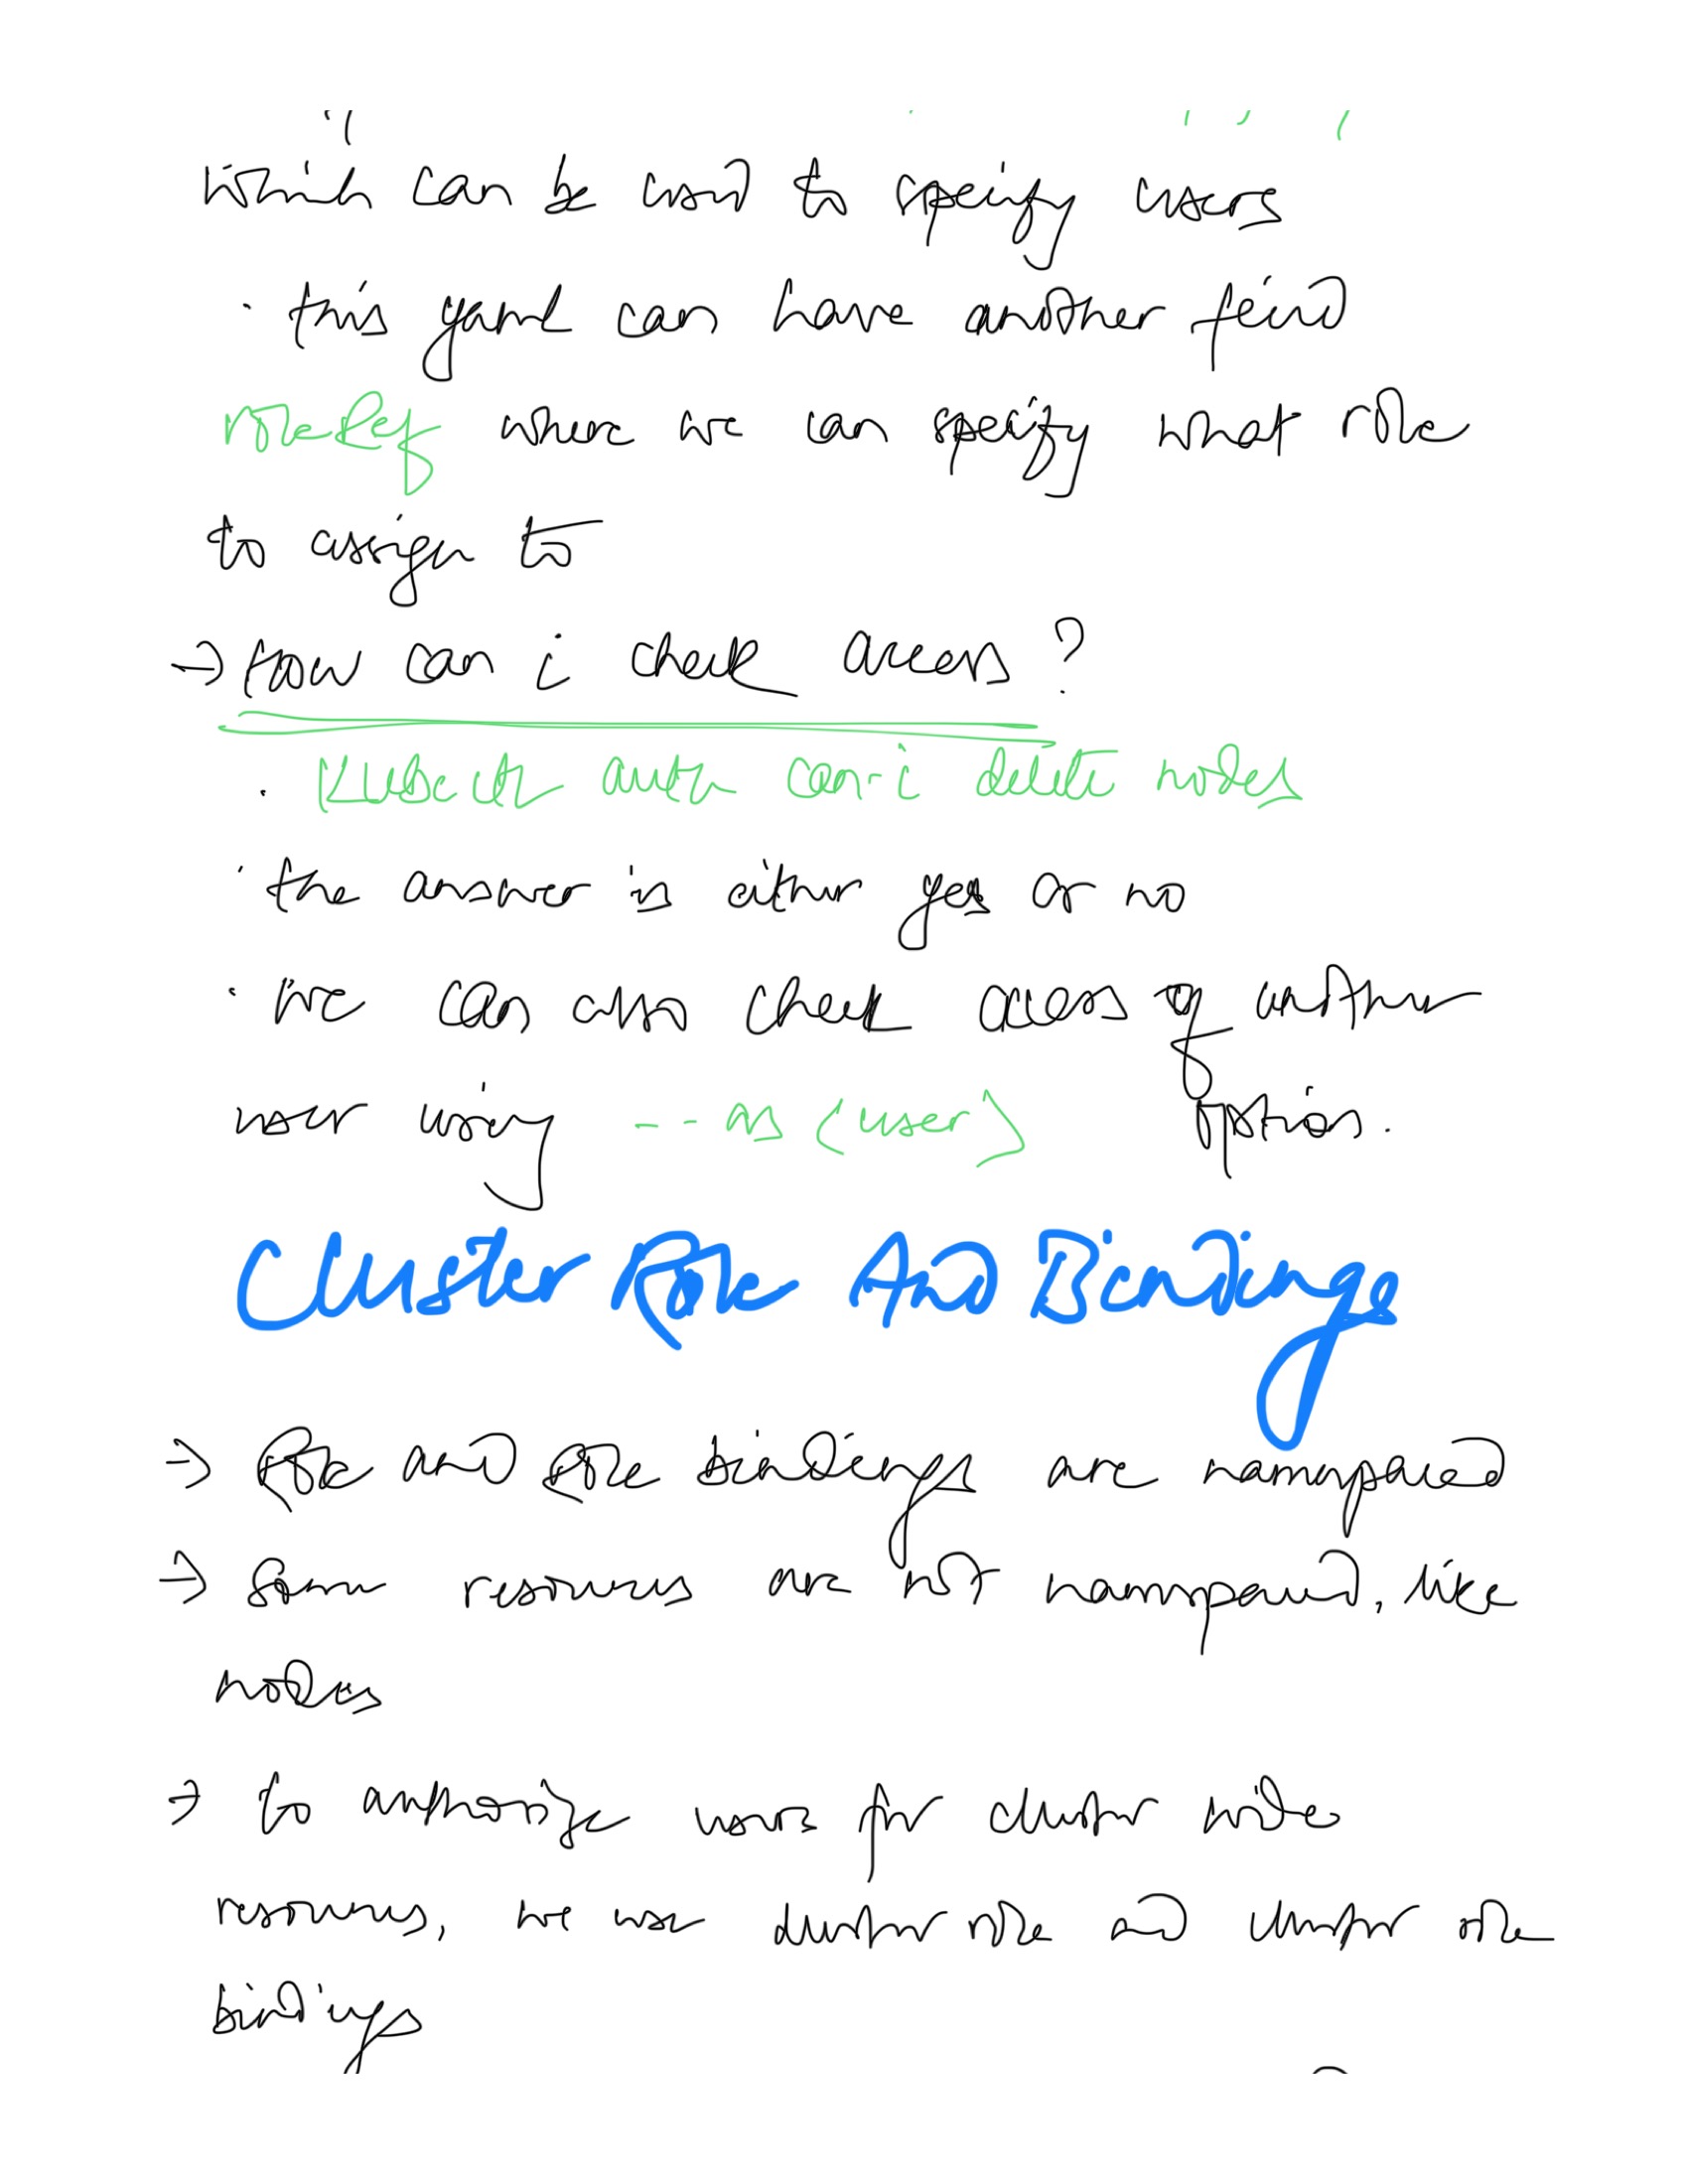 which can be used to specify users
· this yaml can have another field
roleRef where we can specify what role
to assign to
→ How can i check access?
· Kubectl auth can-i delete nodes
· the answer is either yes or no
· we can also check access of another
user using -- as {user} option.
Cluster Role And Bindings
→ Role and Role bindings are namespaced
→ Some resources are not namespaced, like
nodes
→ to authorize users for cluster wide
resources, we use cluster role and cluster role
bindings